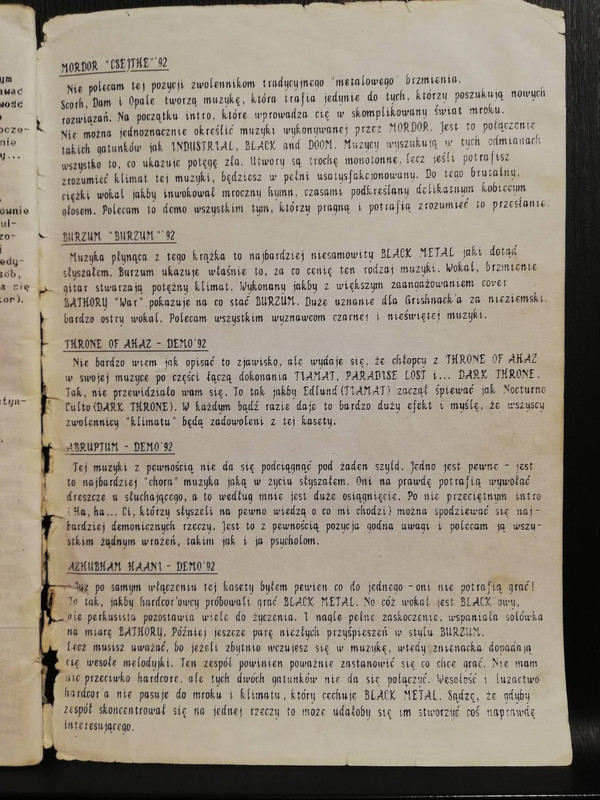 ym
awać
wość
o
ocze-
nie
y...
ównie
ul-
zo-
i
edy-
sób,
a się
tor).
styn-
.
MORDOR "CSEJTHE"'92
Nie polecam tej pozycji zwolennikom tradycyjnego "metalowego" brzmienia.
Scorh, Dam i Opale tworzą muzykę, która trafia jedynie do tych, którzy poszukują nowych
rozwiązań. Na początku intro, które wprowadza cię w skomplikowany świat mroku.
Nie można jednoznacznie określić muzyki wykonywanej przez MORDOR. Jest to połączenie
takich gatunków jak INDUSTRIAL, BLACK and DOOM. Muzycy wyszukują w tych odmianach
wszystko to, co ukazuje potęgę zła. Utwory są trochę monotonne, lecz jeśli potrafisz
zrozumieć klimat tej muzyki, będziesz w pełni usatysfakcjonowany. Do tego brutalny,
ciężki wokal jakby inwokował mroczny hymn, czasami podkreślany delikatnym kobiecym
głosem. Polecam to demo wszystkim tym, którzy pragną i potrafią zrozumieć to przesłanie.
BURZUM "BURZUM"'92
Muzyka płynąca z tego krążka to najbardziej niesamowity BLACK METAL jaki dotąd
słyszałem. Burzum ukazuje właśnie to, za co cenię ten rodzaj muzyki. Wokal, brzmienie
gitar stwarzają potężny klimat. Wykonany jakby z większym zaangażowaniem cover
BATHORY "War" pokazuje na co stać BURZUM. Duże uznanie dla Grishnack'a za nieziemski,
bardzo ostry wokal. Polecam wszystkim wyznawcom czarnej i nieświętej muzyki.
THRONE OF AHAZ - DEMO'92
Nie bardzo wiem jak opisać to zjawisko, ale wydaje się, że chłopcy z THRONE OF AHAZ
w swojej muzyce po części łączą dokonania TIAMAT, PARADISE LOST i... DARK THRONE.
Tak, nie przewidziało wam się. To tak jakby Edlund(TIAMAT) zaczął śpiewać jak Nocturno
Culto(DARK THRONE). W każdym bądź razie daje to bardzo duży efekt i myślę, że wszyscy
zwolennicy "klimatu" będą zadowoleni z tej kasety.
ABRUPTUM - DEMO'92
Tej muzyki z pewnością nie da się podciągnąć pod żaden szyld. Jedno jest pewne - jest
to najbardziej "chora" muzyka jaką w życiu słyszałem. Oni na prawdę potrafią wywołać
dreszcze u słuchającego, a to według mnie jest duże osiągnięcie. Po nie przeciętnym intro
(Ha, ha... Ci, którzy słyszeli na pewno wiedzą o co mi chodzi) można spodziewać się naj-
bardziej demonicznych rzeczy. Jest to z pewnością pozycja godna uwagi i polecam ją wszy-
stkim żądnym wrażeń, takim jak i ja psycholom.
AZHUBHAM HAANI - DEMO'92
Już po samym włączeniu tej kasety byłem pewien co do jednego - oni nie potrafią grać!
To tak, jakby hardcor'owcy próbowali grać BLACK METAL. No cóż wokal jest BLACK'owy,
ale perkusista pozostawia wiele do życzenia. I nagle pełne zaskoczenie, wspaniała solówka
na miarę BATHORY. Później jeszcze parę niezłych przyśpieszeń w stylu BURZUM.
Lecz musisz uważać, bo jeżeli zbytnio wczujesz się w muzykę, wtedy znienacka dopadają
cię wesołe melodyjki. Ten zespół powinien poważnie zastanowić się co chce grać. Nie mam
nic przeciwko hardcore, ale tych dwóch gatunków nie da się połączyć. Wesołość i luzactwo
hardcor'a nie pasuje do mroku i klimatu, który cechuje BLACK METAL. Sądzę, że gdyby
zespół skoncentrował się na jednej rzeczy to może udałoby się im stworzyć coś naprawdę
interesującego.